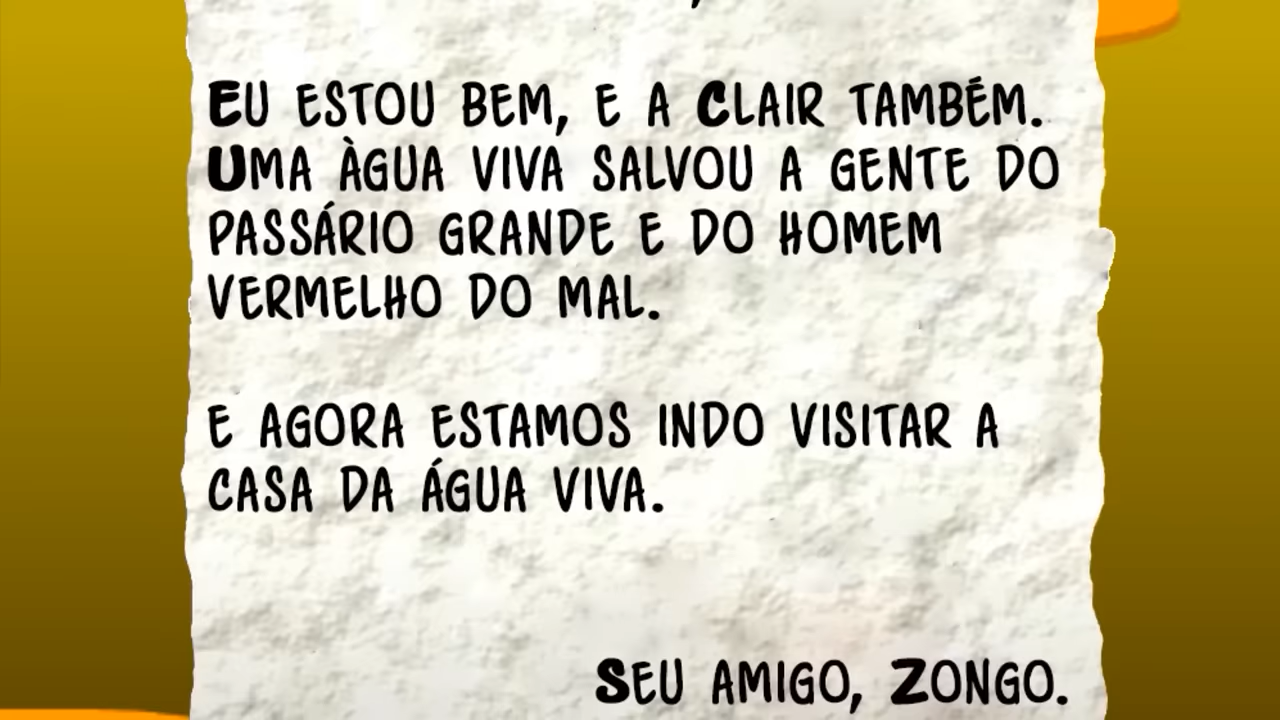 EU ESTOU BEM, E A CLAIR TAMBÉM.
UMA ÀGUA VIVA SALVOU A GENTE DO
PASSÁRIO GRANDE E DO HOMEM
VERMELHO DO MAL.
E AGORA ESTAMOS INDO VISITAR A
CASA DA ÁGUA VIVA.
SEU AMIGO, ZONGO.